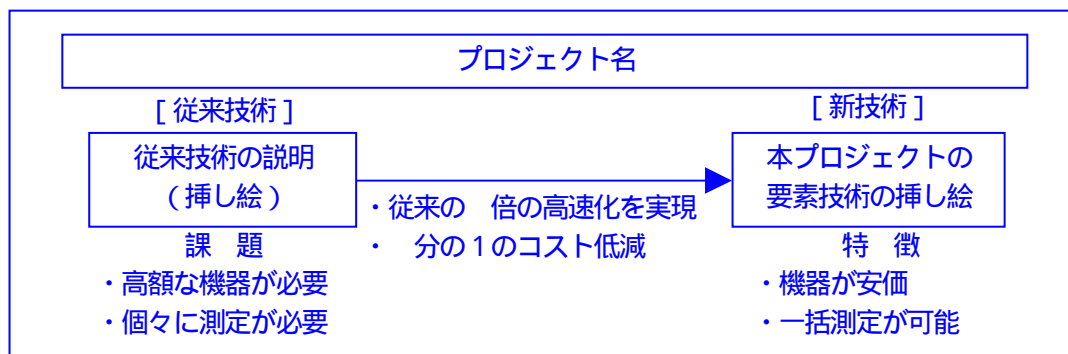 プロジェクト名
[ 従来技術 ]
[ 新技術 ]
従来技術の説明
( 挿し絵 )
本プロジェクトの
要素技術の挿し絵
・従来の　倍の高速化を実現
・　分の1のコスト低減
課　題
・高額な機器が必要
・個々に測定が必要
特　徴
・機器が安価
・一括測定が可能